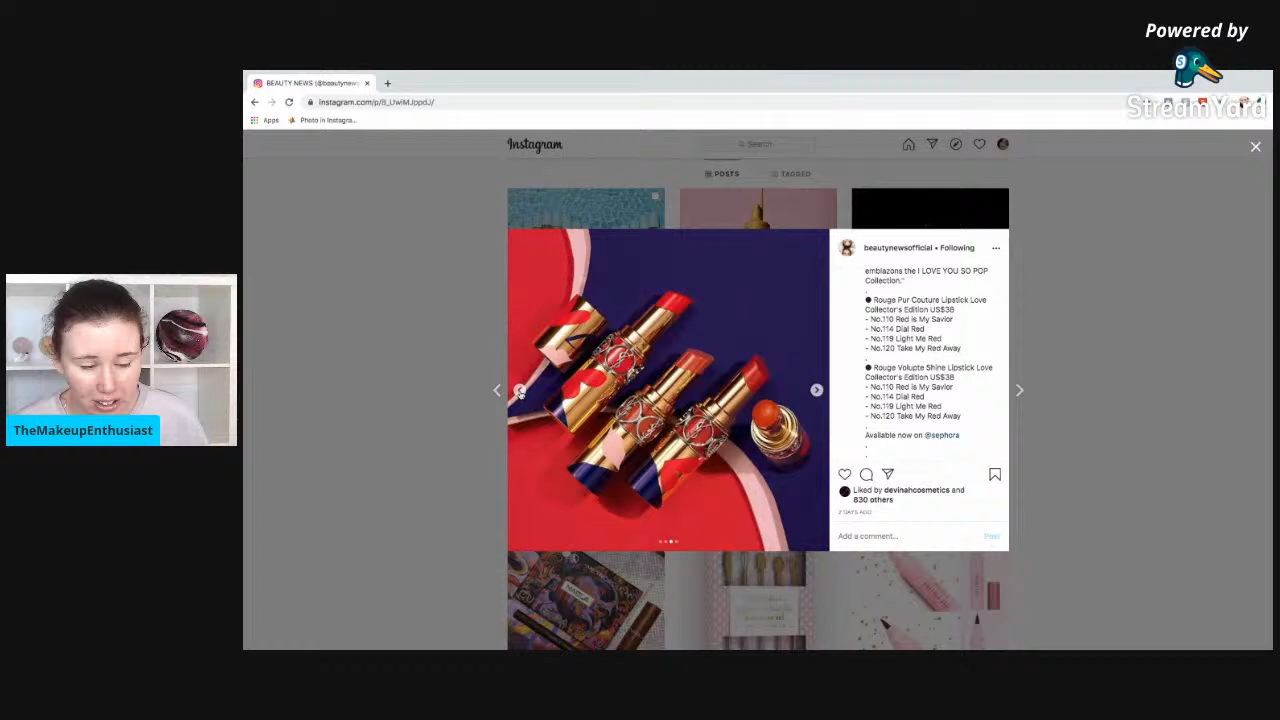 Powered by
StreamYard
BEAUTY NEWS (@beautynews
instagram.com/p/B_UwiMJppdJ/
Apps
Photo in Instagra...
Instagram
Search
POSTS
TAGGED
beautynewsofficial • Following
emblazons the I LOVE YOU SO POP
Collection."
.
● Rouge Pur Couture Lipstick Love
Collector's Edition US$38
- No.110 Red is My Savior
- No.114 Dial Red
- No.119 Light Me Red
- No.120 Take My Red Away
.
● Rouge Volupte Shine Lipstick Love
Collector's Edition US$38
- No.110 Red is My Savior
- No.114 Dial Red
- No.119 Light Me Red
- No.120 Take My Red Away
.
Available now on @sephora
.
.
Liked by devinahcosmetics and
830 others
2 DAYS AGO
Add a comment...
Post
TheMakeupEnthusiast